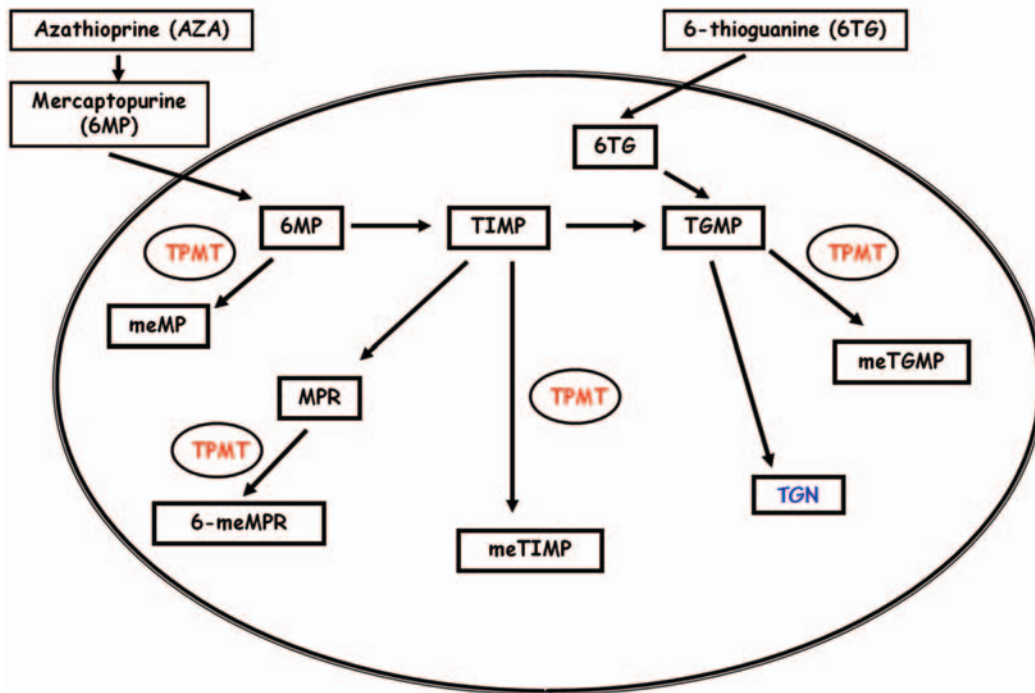 Azathioprine (AZA)
6-thioguanine (6TG)
Mercaptopurine
(6MP)
6TG
6MP
TIMP
TGMP
TPMT
TPMT
meMP
meTGMP
MPR
TPMT
TPMT
TGN
6-meMPR
meTIMP